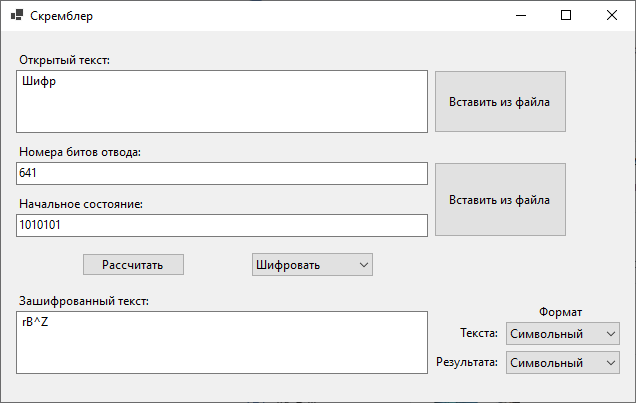 Скремблер
Открытый текст:
Шифр
Вставить из файла
Номера битов отвода:
641
Вставить из файла
Начальное состояние:
1010101
Рассчитать
Шифровать
Зашифрованный текст:
rB^Z
Формат
Текста:
Символьный
Результата:
Символьный